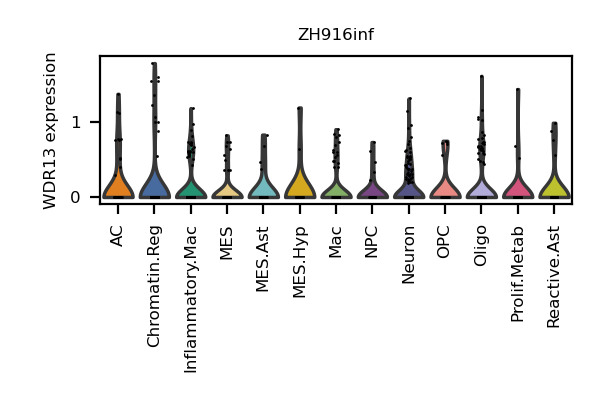 ZH916inf
WDR13 expression
1
0
AC
Chromatin.Reg
Inflammatory.Mac
MES
MES.Ast
MES.Hyp
Mac
NPC
Neuron
OPC
Oligo
Prolif.Metab
Reactive.Ast